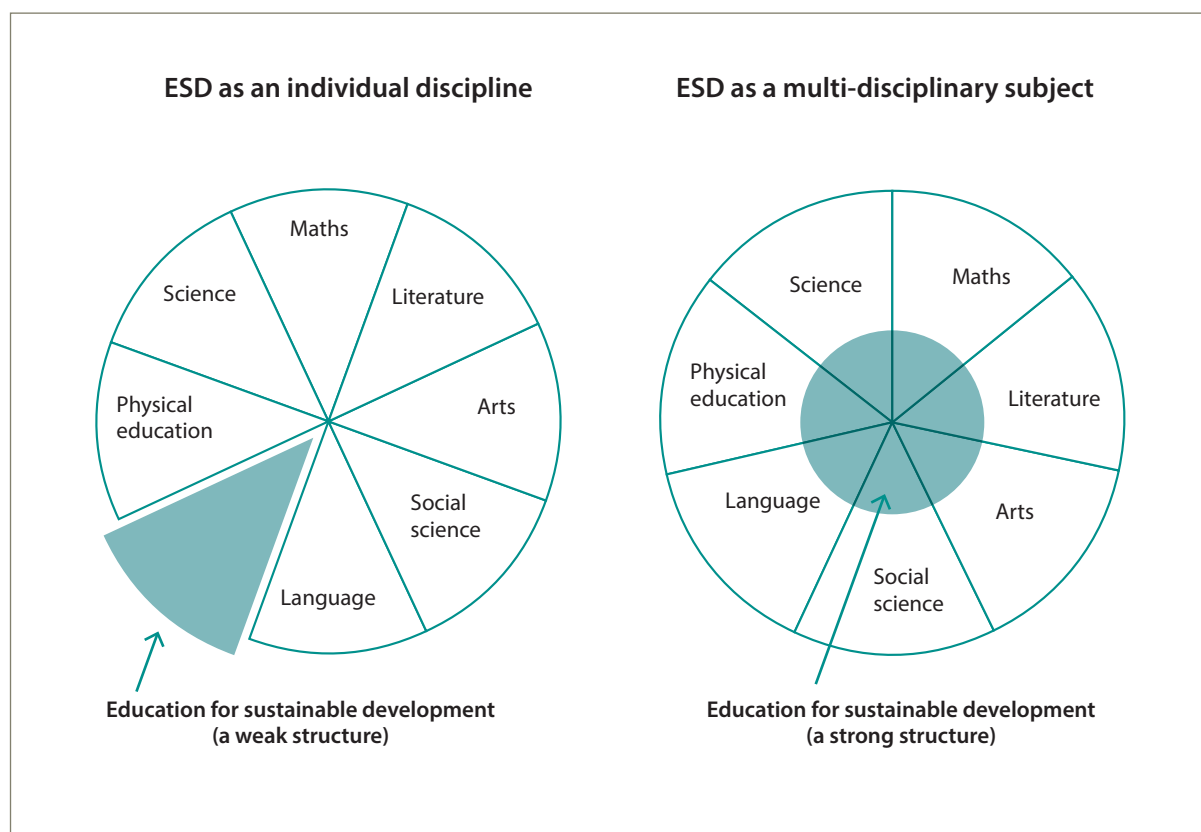 ESD as an individual discipline
Maths
Science
Literature
Physical
education
Arts
Social
science
Language
Education for sustainable development
(a weak structure)
ESD as a multi-disciplinary subject
Science
Maths
Physical
education
Literature
Language
Arts
Social
science
Education for sustainable development
(a strong structure)